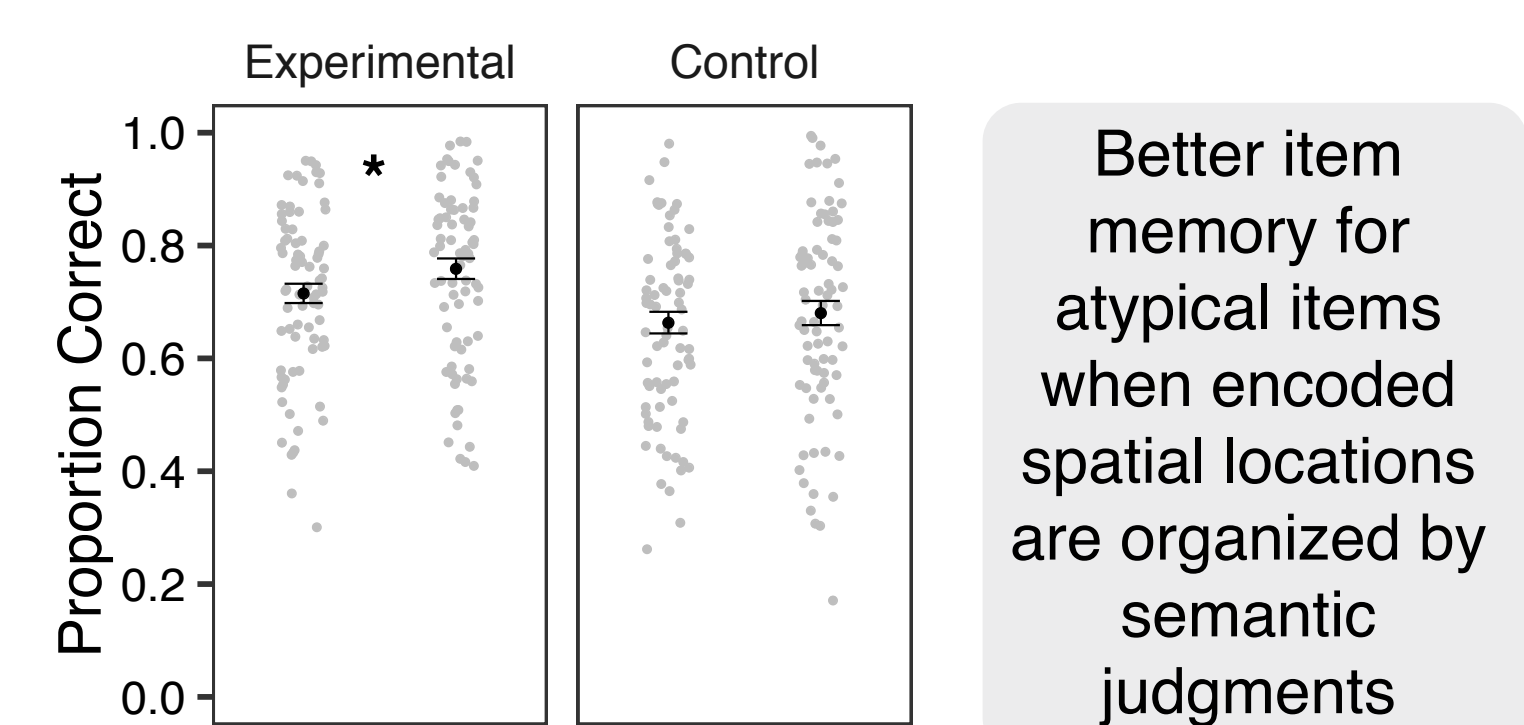 Experimental
Control
Proportion Correct
1.0
0.8
0.6
0.4
0.2
0.0
*
Better item
memory for
atypical items
when encoded
spatial locations
are organized by
semantic
judgments